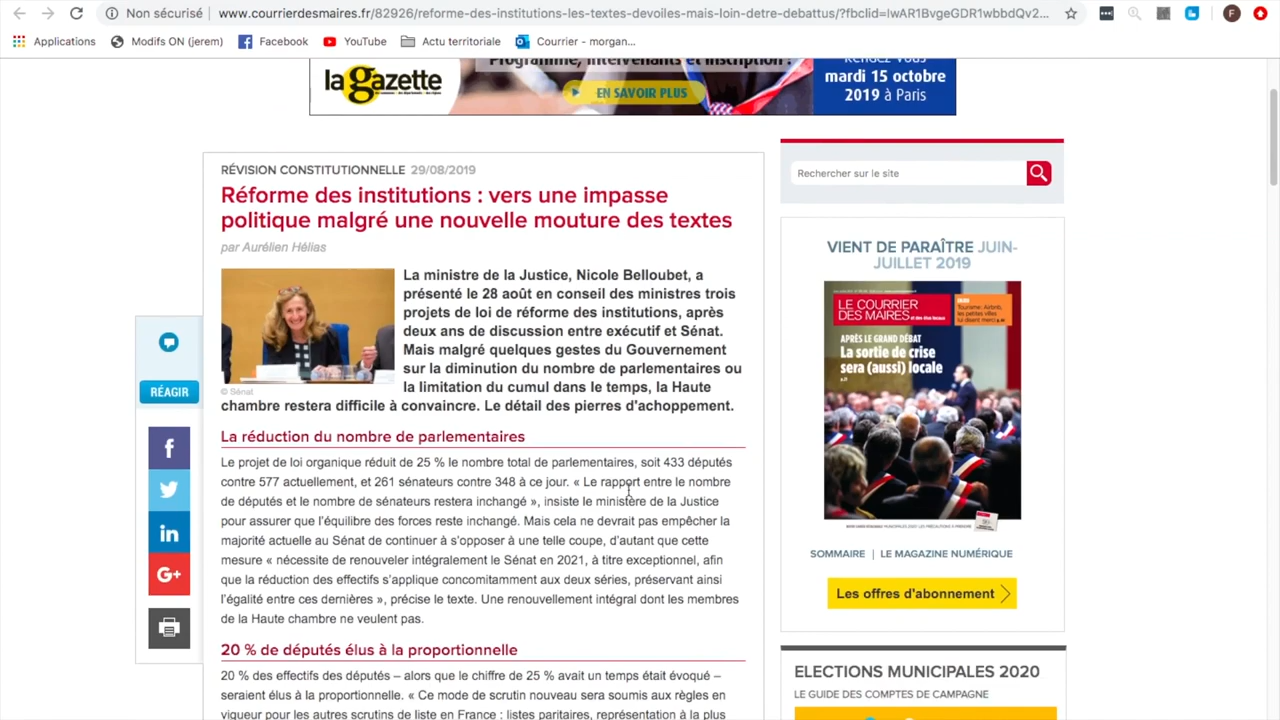 Non sécurisé | www.courrierdesmaires.fr/82926/reforme-des-institutions-les-textes-devoiles-mais-loin-detre-debattus/?fbclid=IwAR1BvgeGDR1wbbdQv2...
F
Applications
Modifs ON (jerem)
Facebook
YouTube
Actu territoriale
Courrier - morgan...
Programme, intervenants et inscription :
la gazette
EN SAVOIR PLUS
Rendez-vous
mardi 15 octobre
2019 à Paris
RÉVISION CONSTITUTIONNELLE 29/08/2019
Réforme des institutions : vers une impasse
politique malgré une nouvelle mouture des textes
par Aurélien Hélias
La ministre de la Justice, Nicole Belloubet, a
présenté le 28 août en conseil des ministres trois
projets de loi de réforme des institutions, après
deux ans de discussion entre exécutif et Sénat.
Mais malgré quelques gestes du Gouvernement
sur la diminution du nombre de parlementaires ou
la limitation du cumul dans le temps, la Haute
© Sénat
chambre restera difficile à convaincre. Le détail des pierres d'achoppement.
RÉAGIR
La réduction du nombre de parlementaires
Le projet de loi organique réduit de 25 % le nombre total de parlementaires, soit 433 députés
contre 577 actuellement, et 261 sénateurs contre 348 à ce jour. « Le rapport entre le nombre
de députés et le nombre de sénateurs restera inchangé », insiste le ministère de la Justice
pour assurer que l'équilibre des forces reste inchangé. Mais cela ne devrait pas empêcher la
majorité actuelle au Sénat de continuer à s'opposer à une telle coupe, d'autant que cette
mesure « nécessite de renouveler intégralement le Sénat en 2021, à titre exceptionnel, afin
que la réduction des effectifs s'applique concomitamment aux deux séries, préservant ainsi
l'égalité entre ces dernières », précise le texte. Une renouvellement intégral dont les membres
de la Haute chambre ne veulent pas.
20 % de députés élus à la proportionnelle
20 % des effectifs des députés – alors que le chiffre de 25 % avait un temps était évoqué –
seraient élus à la proportionnelle. « Ce mode de scrutin nouveau sera soumis aux règles en
vigueur pour les autres scrutins de liste en France : listes paritaires, représentation à la plus
f
in
G+
Rechercher sur le site
VIENT DE PARAÎTRE JUIN-
JUILLET 2019
LE COURRIER
DES MAIRES et des élus locaux
Tourisme: Airbnb,
les petites villes
lui disent merci
APRÈS LE GRAND DÉBAT
La sortie de crise
sera (aussi) locale
SOMMAIRE | LE MAGAZINE NUMÉRIQUE
Les offres d'abonnement
ELECTIONS MUNICIPALES 2020
LE GUIDE DES COMPTES DE CAMPAGNE